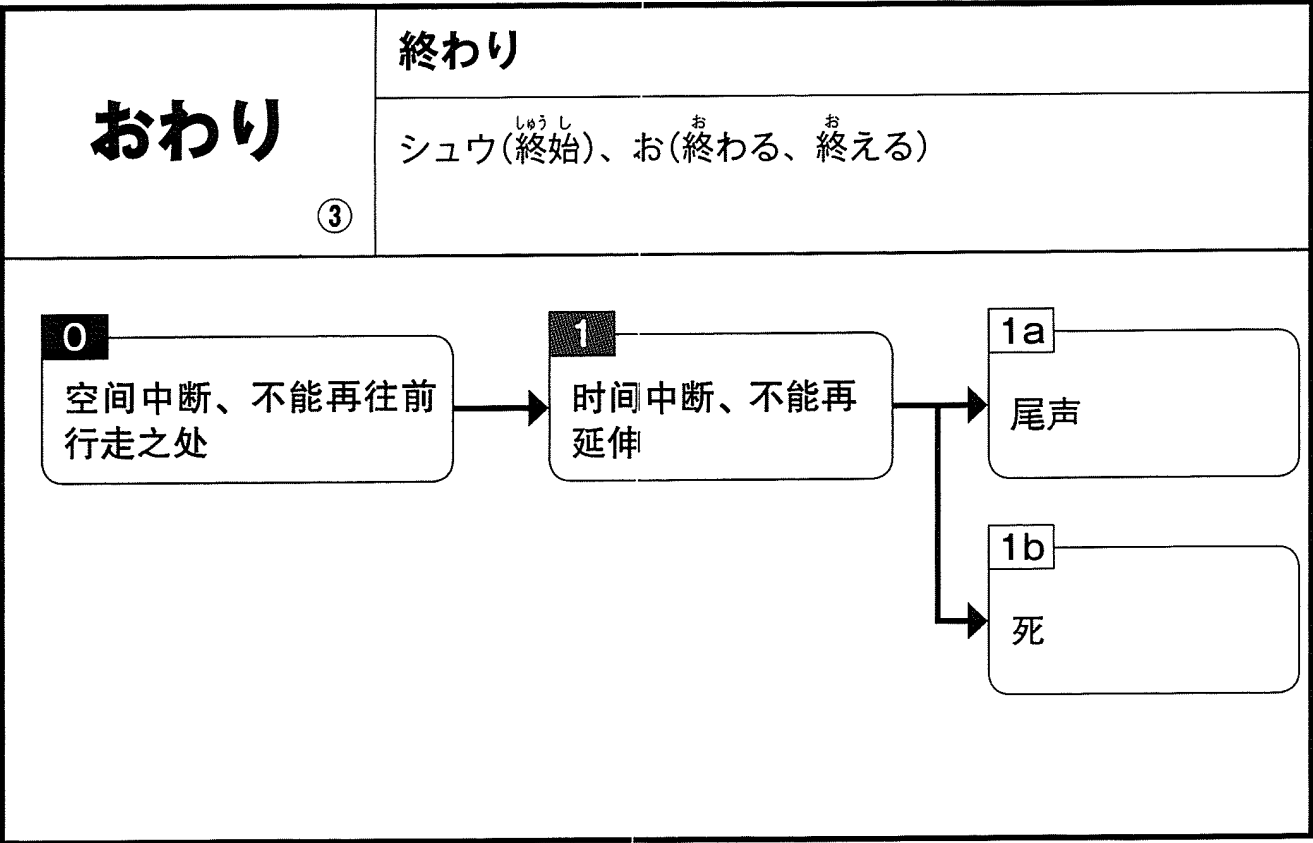 おわり
③
終わり
シュウ(終始)、お(終わる、終える)
しゅう し
お
お
0
空间中断、不能再往前
行走之处
1
时间中断、不能再
延伸
1a
尾声
1b
死